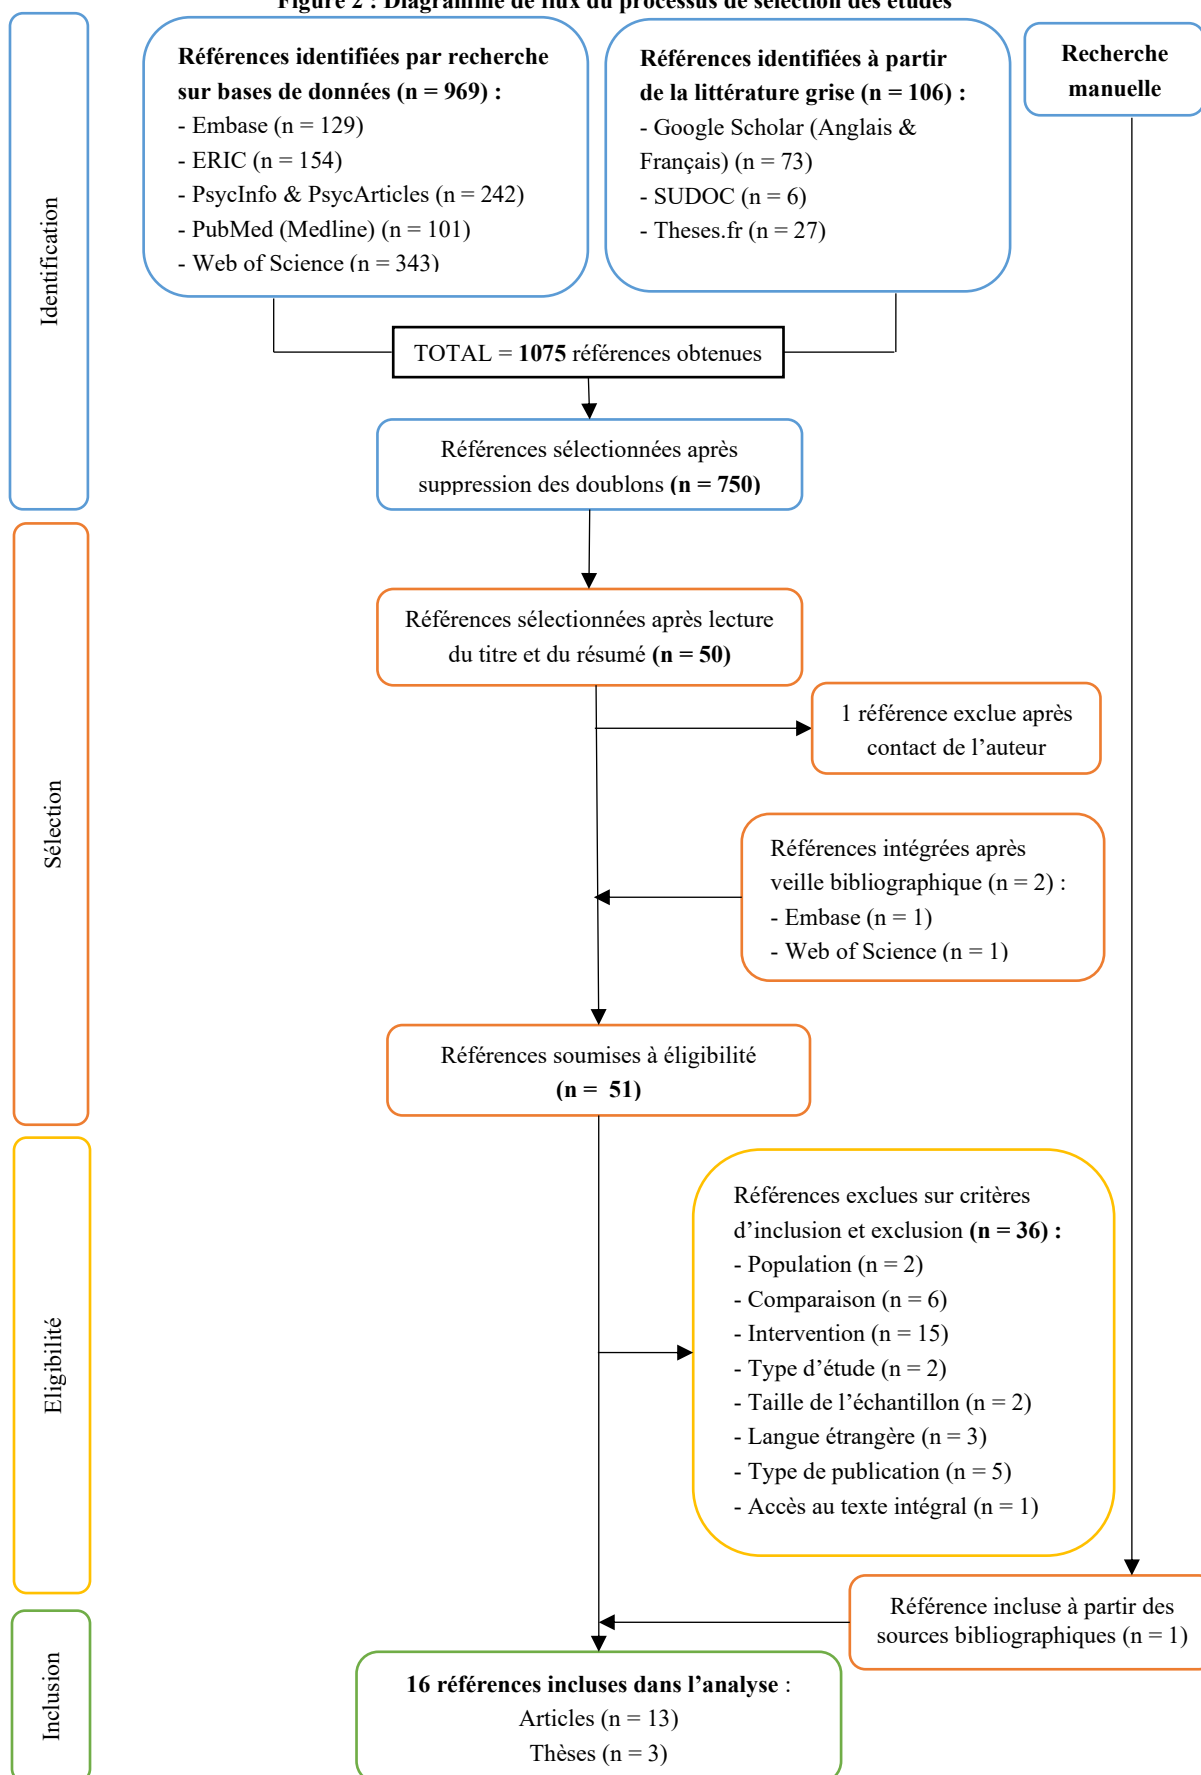 Figure 2 : Diagramme de flux du processus de sélection des études
Identification
Références identifiées par recherche
sur bases de données (n = 969) :
- Embase (n = 129)
- ERIC (n = 154)
- PsycInfo & PsycArticles (n = 242)
- PubMed (Medline) (n = 101)
- Web of Science (n = 343)
Références identifiées à partir
de la littérature grise (n = 106) :
- Google Scholar (Anglais &
Français) (n = 73)
- SUDOC (n = 6)
- Theses.fr (n = 27)
Recherche
manuelle
TOTAL = 1075 références obtenues
Références sélectionnées après
suppression des doublons (n = 750)
Sélection
Références sélectionnées après lecture
du titre et du résumé (n = 50)
1 référence exclue après
contact de l’auteur
Références intégrées après
veille bibliographique (n = 2) :
- Embase (n = 1)
- Web of Science (n = 1)
Références soumises à éligibilité
(n = 51)
Eligibilité
Références exclues sur critères
d’inclusion et exclusion (n = 36) :
- Population (n = 2)
- Comparaison (n = 6)
- Intervention (n = 15)
- Type d’étude (n = 2)
- Taille de l’échantillon (n = 2)
- Langue étrangère (n = 3)
- Type de publication (n = 5)
- Accès au texte intégral (n = 1)
Référence incluse à partir des
sources bibliographiques (n = 1)
Inclusion
16 références incluses dans l’analyse :
Articles (n = 13)
Thèses (n = 3)